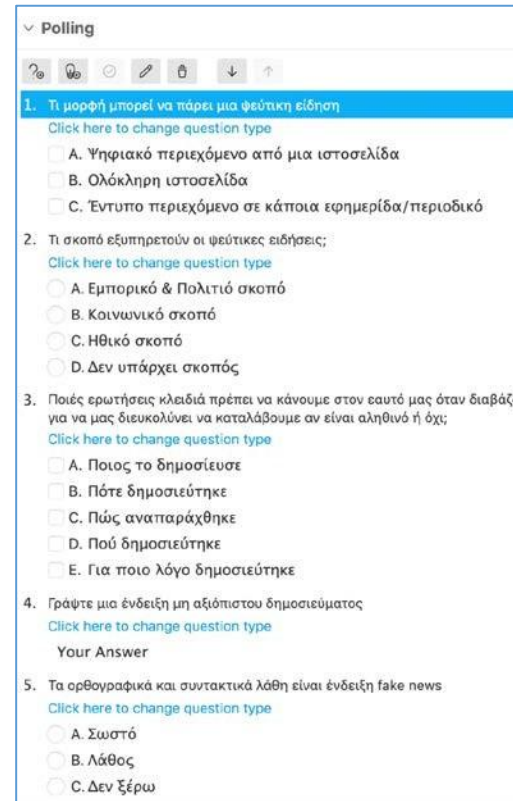 Polling
1. Τι μορφή μπορεί να πάρει μια ψεύτικη είδηση
Click here to change question type
A. Ψηφιακό περιεχόμενο από μια ιστοσελίδα
B. Ολόκληρη ιστοσελίδα
C. Έντυπο περιεχόμενο σε κάποια εφημερίδα/περιοδικό
2. Τι σκοπό εξυπηρετούν οι ψεύτικες ειδήσεις;
Click here to change question type
A. Εμπορικό & Πολιτιό σκοπό
B. Κοινωνικό σκοπό
C. Ηθικό σκοπό
D. Δεν υπάρχει σκοπός
3. Ποιές ερωτήσεις κλειδιά πρέπει να κάνουμε στον εαυτό μας όταν διαβάζ
για να μας διευκολύνει να καταλάβουμε αν είναι αληθινό ή όχι;
Click here to change question type
A. Ποιος το δημοσίευσε
B. Πότε δημοσιεύτηκε
C. Πώς αναπαράχθηκε
D. Πού δημοσιεύτηκε
E. Για ποιο λόγο δημοσιεύτηκε
4. Γράψτε μια ένδειξη μη αξιόπιστου δημοσιεύματος
Click here to change question type
Your Answer
5. Τα ορθογραφικά και συντακτικά λάθη είναι ένδειξη fake news
Click here to change question type
A. Σωστό
B. Λάθος
C. Δεν ξέρω